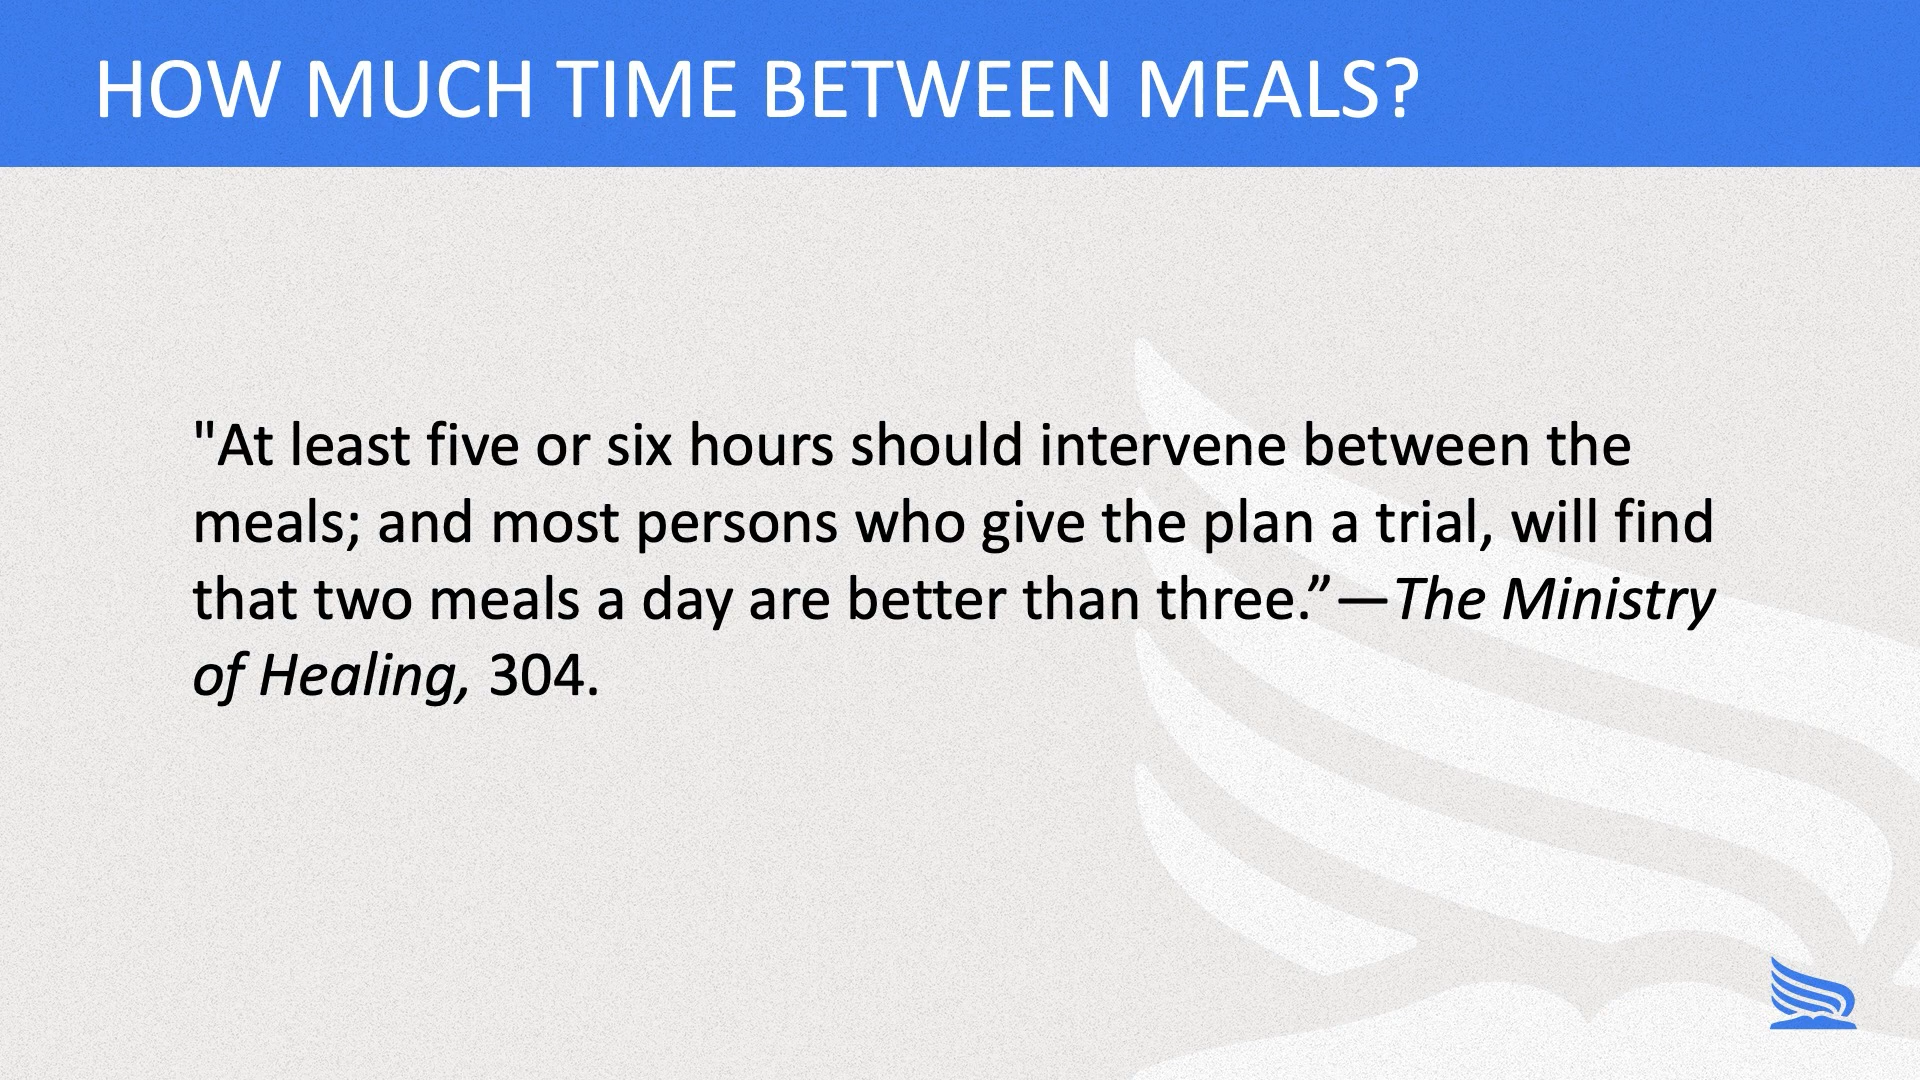 HOW MUCH TIME BETWEEN MEALS?
"At least five or six hours should intervene between the
meals; and most persons who give the plan a trial, will find
that two meals a day are better than three.”—The Ministry
of Healing, 304.